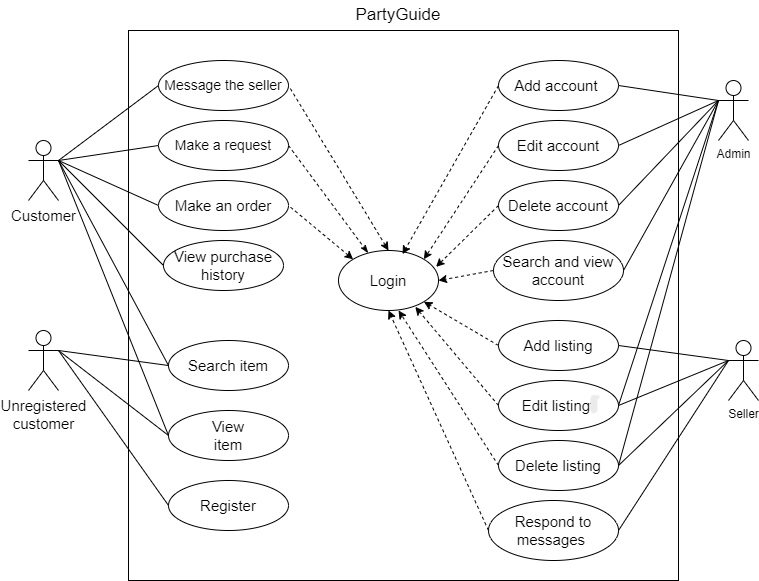 PartyGuide
Message the seller
Make a request
Make an order
View purchase
history
Search item
View
item
Register
Login
Add account
Edit account
Delete account
Search and view
account
Add listing
Edit listing
Delete listing
Respond to
messages
Customer
Unregistered
customer
Admin
Seller